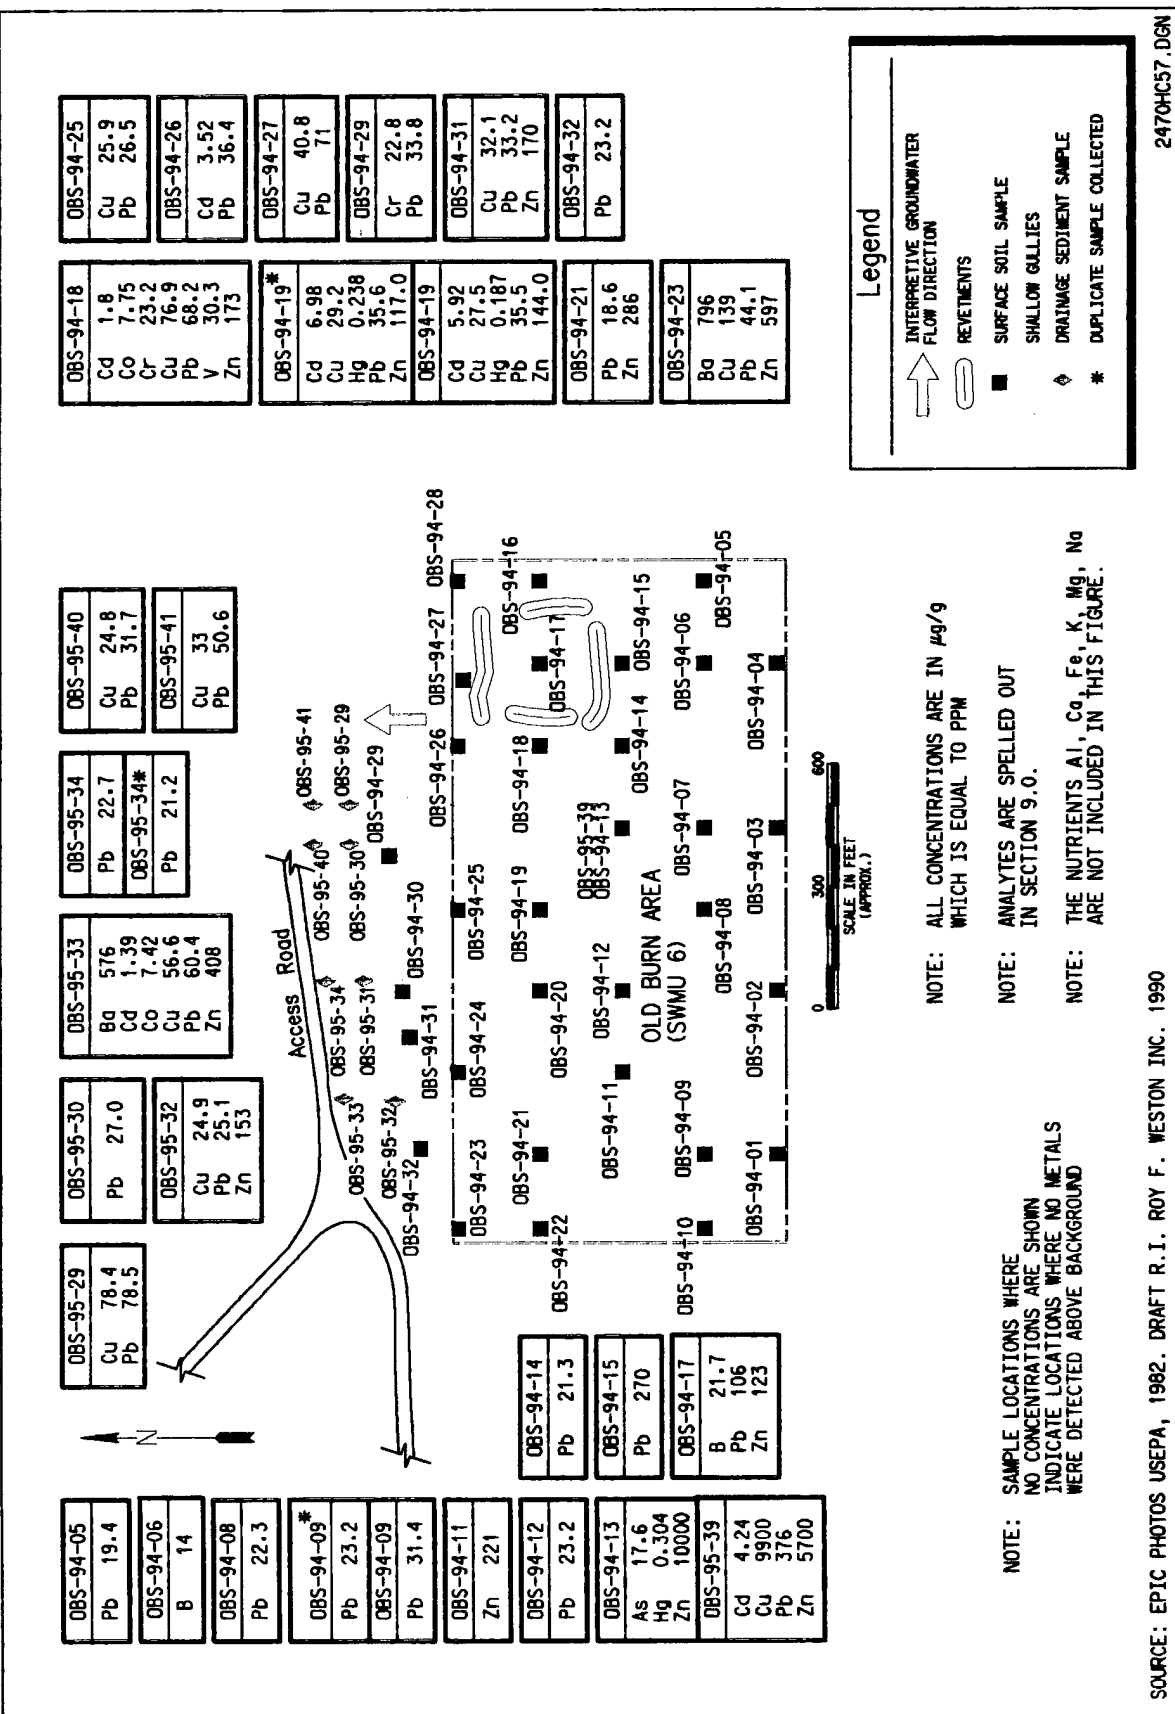 OBS-94-05
Pb 19.4
OBS-94-06
B 14
OBS-94-08
Pb 22.3
OBS-94-09*
Pb 23.2
OBS-94-09
Pb 31.4
OBS-94-11
Zn 221
OBS-94-12
Pb 23.2
OBS-94-13
As 17.6
Hg 0.304
Zn 10000
OBS-95-39
Cd 4.24
Cu 9900
Pb 376
Zn 5700
OBS-94-14
Pb 21.3
OBS-94-15
Pb 270
OBS-94-17
B 21.7
Pb 106
Zn 123
N
OBS-95-29
Cu 78.4
Pb 78.5
OBS-95-30
Pb 27.0
OBS-95-32
Cu 24.9
Pb 25.1
Zn 153
OBS-95-33
Ba 576
Cd 1.39
Co 7.42
Cu 56.6
Pb 60.4
Zn 408
OBS-95-34
Pb 22.7
OBS-95-34*
Pb 21.2
OBS-95-40
Cu 24.8
Pb 31.7
OBS-95-41
Cu 33
Pb 50.6
OBS-94-18
Cd 1.8
Co 7.75
Cr 23.2
Cu 76.9
Pb 68.2
V 30.3
Zn 173
OBS-94-19*
Cd 6.98
Cu 29.2
Hg 0.238
Pb 35.6
Zn 117.0
OBS-94-19
Cd 5.92
Cu 27.5
Hg 0.187
Pb 35.5
Zn 144.0
OBS-94-21
Pb 18.6
Zn 286
OBS-94-23
Ba 796
Cu 139
Pb 44.1
Zn 597
OBS-94-25
Cu 25.9
Pb 26.5
OBS-94-26
Cd 3.52
Pb 36.4
OBS-94-27
Cu 40.8
Pb 71
OBS-94-29
Cr 22.8
Pb 33.8
OBS-94-31
Cu 32.1
Pb 33.2
Zn 170
OBS-94-32
Pb 23.2
Access Road
OBS-95-33
OBS-95-34
OBS-95-40
OBS-95-41
OBS-95-32
OBS-95-31
OBS-95-30
OBS-95-29
OBS-94-32
OBS-94-31
OBS-94-30
OBS-94-29
OBS-94-23
OBS-94-24
OBS-94-25
OBS-94-26
OBS-94-27
OBS-94-28
OBS-94-22
OBS-94-21
OBS-94-20
OBS-94-19
OBS-94-18
OBS-94-17
OBS-94-16
OBS-94-11
OBS-94-12
OBS-95-39
OBS-94-13
OBS-94-14
OBS-94-15
OLD BURN AREA
(SWMU 6)
OBS-94-10
OBS-94-09
OBS-94-08
OBS-94-07
OBS-94-06
OBS-94-05
OBS-94-01
OBS-94-02
OBS-94-03
OBS-94-04
0 300 600
SCALE IN FEET
(APPROX.)
NOTE: SAMPLE LOCATIONS WHERE
NO CONCENTRATIONS ARE SHOWN
INDICATE LOCATIONS WHERE NO METALS
WERE DETECTED ABOVE BACKGROUND
NOTE: ALL CONCENTRATIONS ARE IN µg/g
WHICH IS EQUAL TO PPM
NOTE: ANALYTES ARE SPELLED OUT
IN SECTION 9.0.
NOTE: THE NUTRIENTS Al, Ca, Fe, K, Mg, Na
ARE NOT INCLUDED IN THIS FIGURE.
Legend
INTERPRETIVE GROUNDWATER
FLOW DIRECTION
REVETMENTS
SURFACE SOIL SAMPLE
SHALLOW GULLIES
DRAINAGE SEDIMENT SAMPLE
* DUPLICATE SAMPLE COLLECTED
SOURCE: EPIC PHOTOS USEPA, 1982. DRAFT R.I. ROY F. WESTON INC. 1990
2470HC57.DGN